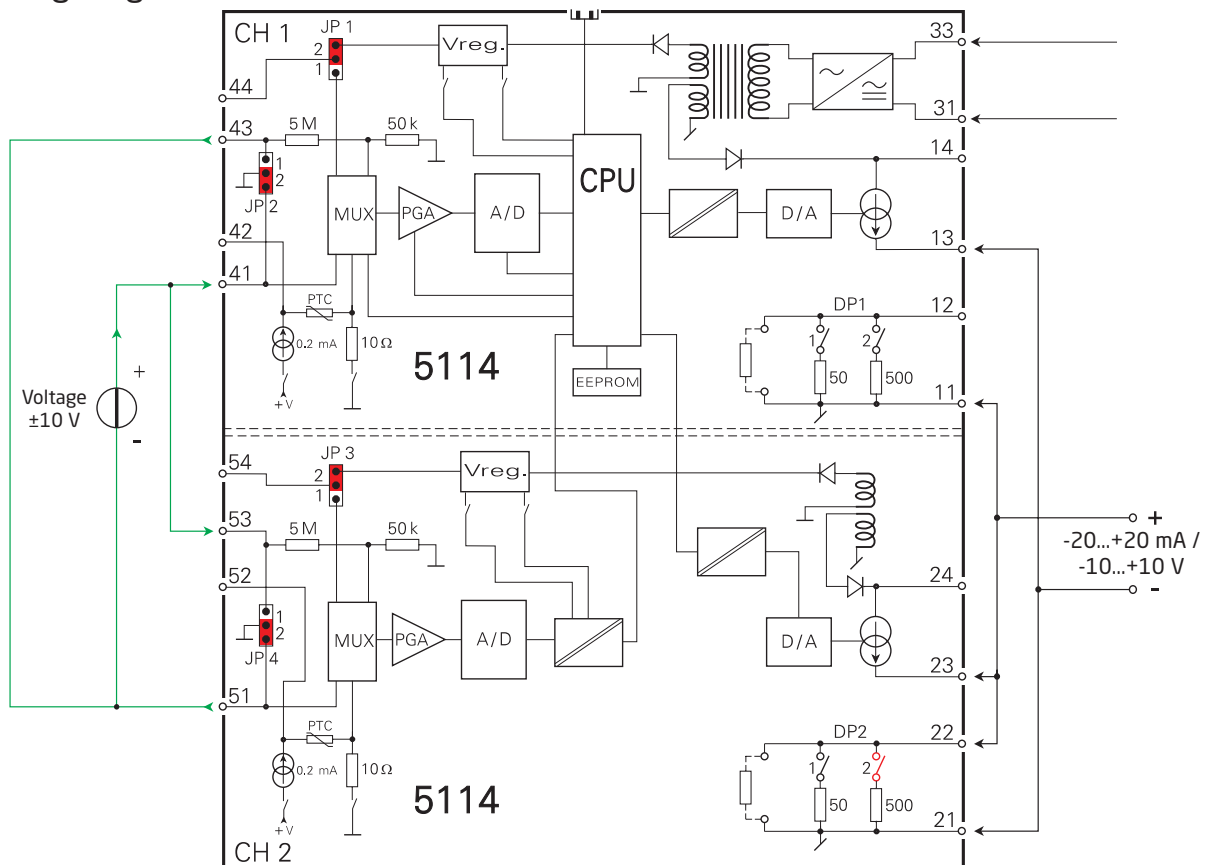 CH 1
JP 1
2
1
Vreg.
33
31
44
43
5 M
50 k
14
CPU
1
2
JP 2
MUX
PGA
A/D
D/A
42
13
41
PTC
0.2 mA
10 Ω
+V
5114
EEPROM
DP1
12
1
2
50
500
11
Voltage
±10 V
+
-
54
JP 3
2
1
Vreg.
53
5 M
50 k
52
24
1
2
JP 4
MUX
PGA
A/D
D/A
23
51
PTC
0.2 mA
10 Ω
+V
5114
DP2
22
1
2
50
500
21
CH 2
+
-20...+20 mA /
-10...+10 V
-